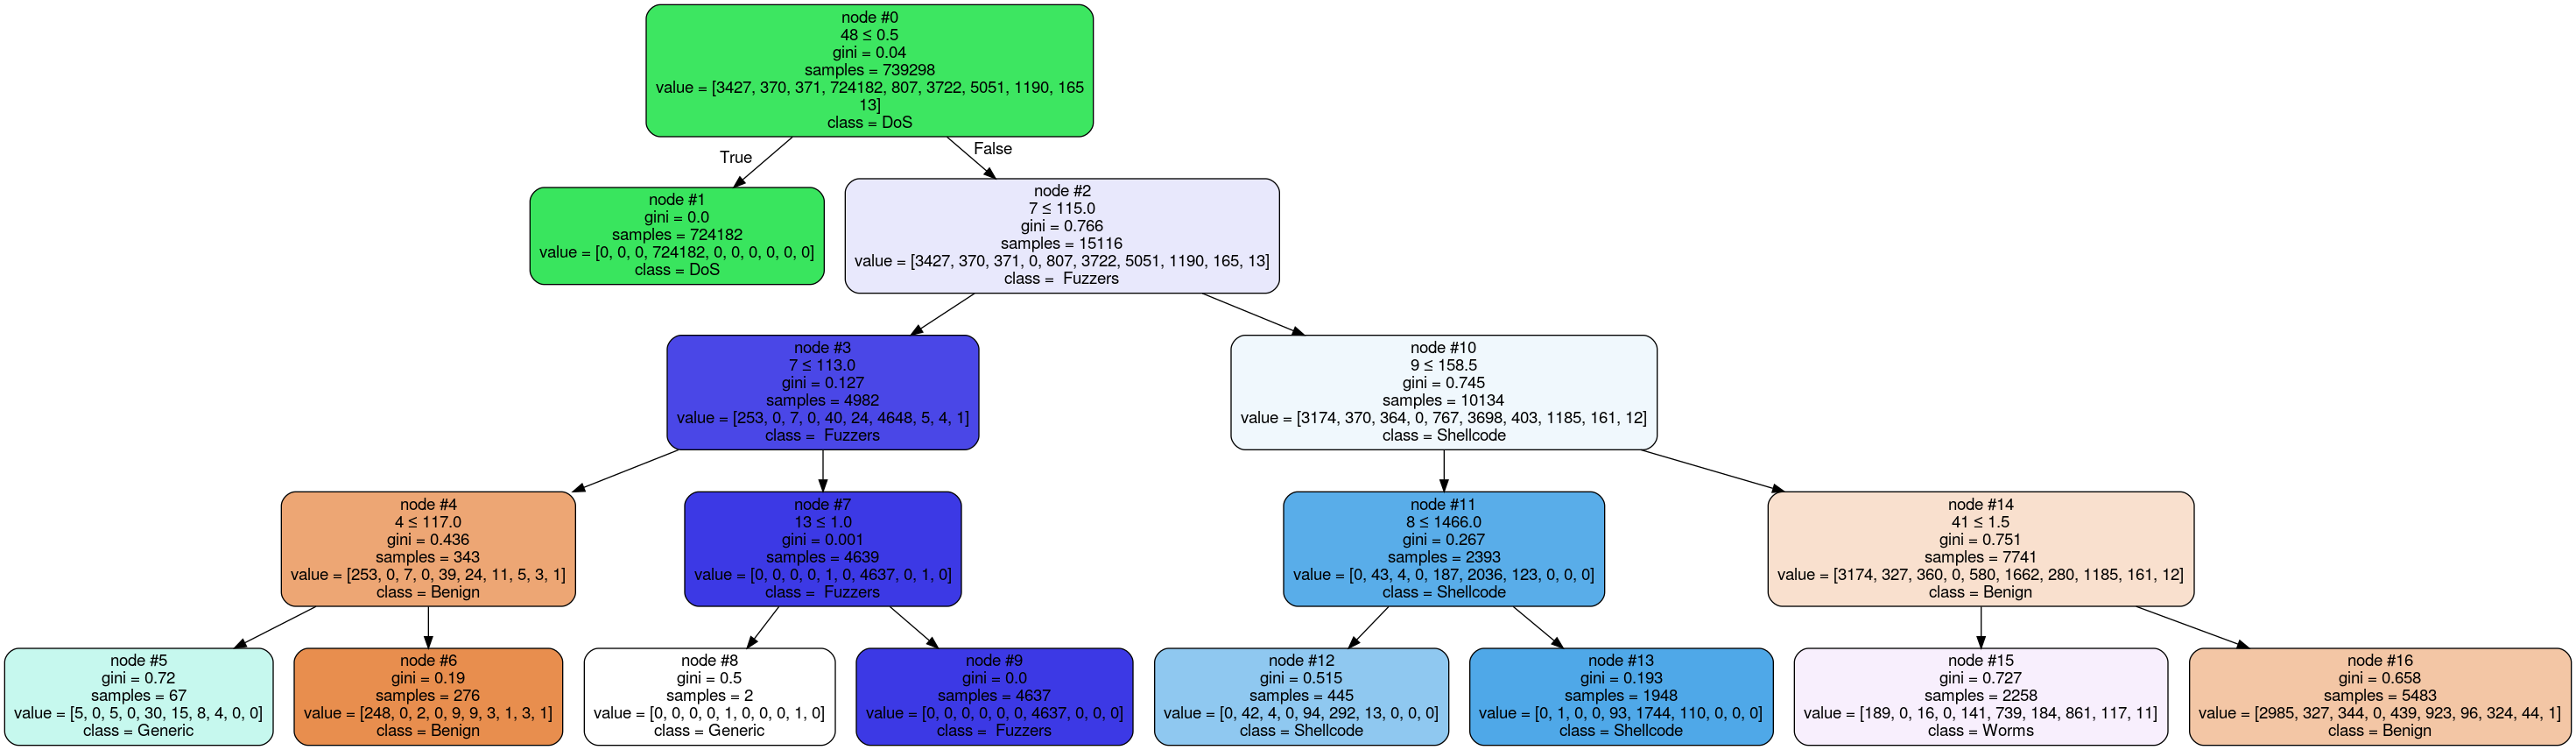 node #0
48 ≤ 0.5
gini = 0.04
samples = 739298
value = [3427, 370, 371, 724182, 807, 3722, 5051, 1190, 165
13]
class = DoS
True
False
node #1
gini = 0.0
samples = 724182
value = [0, 0, 0, 724182, 0, 0, 0, 0, 0, 0]
class = DoS
node #2
7 ≤ 115.0
gini = 0.766
samples = 15116
value = [3427, 370, 371, 0, 807, 3722, 5051, 1190, 165, 13]
class =  Fuzzers
node #3
7 ≤ 113.0
gini = 0.127
samples = 4982
value = [253, 0, 7, 0, 40, 24, 4648, 5, 4, 1]
class =  Fuzzers
node #10
9 ≤ 158.5
gini = 0.745
samples = 10134
value = [3174, 370, 364, 0, 767, 3698, 403, 1185, 161, 12]
class = Shellcode
node #4
4 ≤ 117.0
gini = 0.436
samples = 343
value = [253, 0, 7, 0, 39, 24, 11, 5, 3, 1]
class = Benign
node #7
13 ≤ 1.0
gini = 0.001
samples = 4639
value = [0, 0, 0, 0, 1, 0, 4637, 0, 1, 0]
class =  Fuzzers
node #11
8 ≤ 1466.0
gini = 0.267
samples = 2393
value = [0, 43, 4, 0, 187, 2036, 123, 0, 0, 0]
class = Shellcode
node #14
41 ≤ 1.5
gini = 0.751
samples = 7741
value = [3174, 327, 360, 0, 580, 1662, 280, 1185, 161, 12]
class = Benign
node #5
gini = 0.72
samples = 67
value = [5, 0, 5, 0, 30, 15, 8, 4, 0, 0]
class = Generic
node #6
gini = 0.19
samples = 276
value = [248, 0, 2, 0, 9, 9, 3, 1, 3, 1]
class = Benign
node #8
gini = 0.5
samples = 2
value = [0, 0, 0, 0, 1, 0, 0, 0, 1, 0]
class = Generic
node #9
gini = 0.0
samples = 4637
value = [0, 0, 0, 0, 0, 0, 4637, 0, 0, 0]
class =  Fuzzers
node #12
gini = 0.515
samples = 445
value = [0, 42, 4, 0, 94, 292, 13, 0, 0, 0]
class = Shellcode
node #13
gini = 0.193
samples = 1948
value = [0, 1, 0, 0, 93, 1744, 110, 0, 0, 0]
class = Shellcode
node #15
gini = 0.727
samples = 2258
value = [189, 0, 16, 0, 141, 739, 184, 861, 117, 11]
class = Worms
node #16
gini = 0.658
samples = 5483
value = [2985, 327, 344, 0, 439, 923, 96, 324, 44, 1]
class = Benign